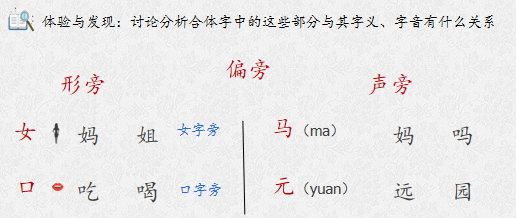 体验与发现：讨论分析合体字中的这些部分与其字义、字音有什么关系
偏旁
形旁 声旁
女 妈 姐 女字旁 马（ma） 妈 吗
口 吃 喝 口字旁 元（yuan） 远 园